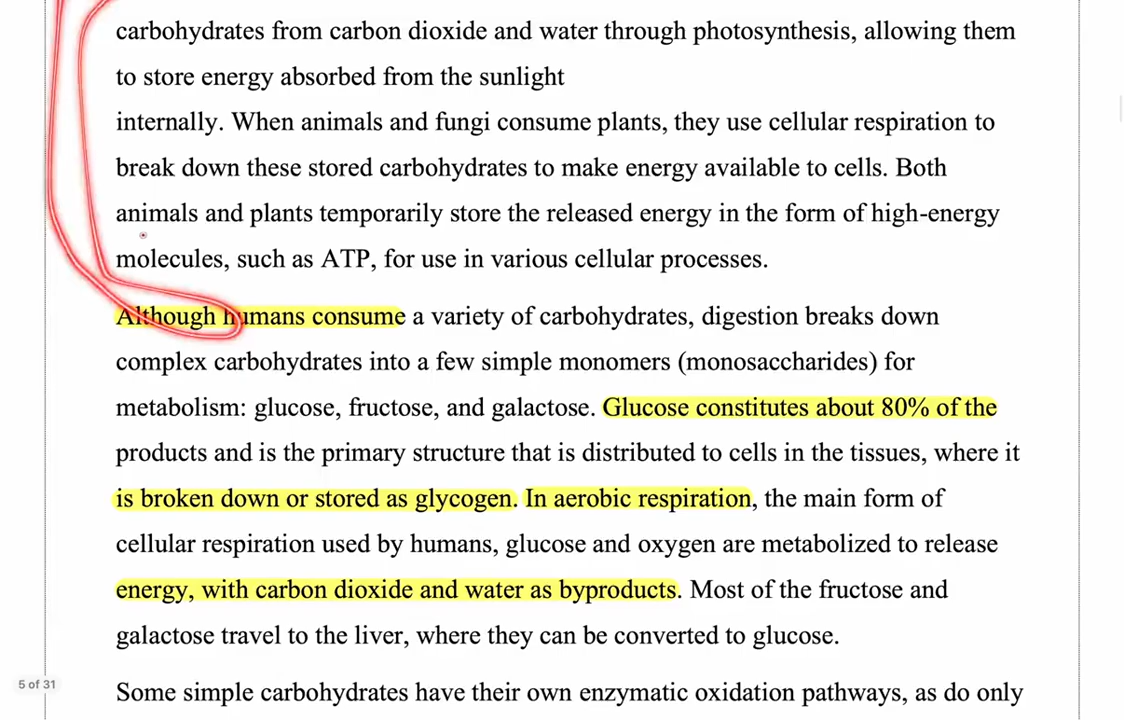 carbohydrates from carbon dioxide and water through photosynthesis, allowing them
to store energy absorbed from the sunlight
internally. When animals and fungi consume plants, they use cellular respiration to
break down these stored carbohydrates to make energy available to cells. Both
animals and plants temporarily store the released energy in the form of high-energy
molecules, such as ATP, for use in various cellular processes.
Although humans consume a variety of carbohydrates, digestion breaks down
complex carbohydrates into a few simple monomers (monosaccharides) for
metabolism: glucose, fructose, and galactose. Glucose constitutes about 80% of the
products and is the primary structure that is distributed to cells in the tissues, where it
is broken down or stored as glycogen. In aerobic respiration, the main form of
cellular respiration used by humans, glucose and oxygen are metabolized to release
energy, with carbon dioxide and water as byproducts. Most of the fructose and
galactose travel to the liver, where they can be converted to glucose.
5 of 31
Some simple carbohydrates have their own enzymatic oxidation pathways, as do only